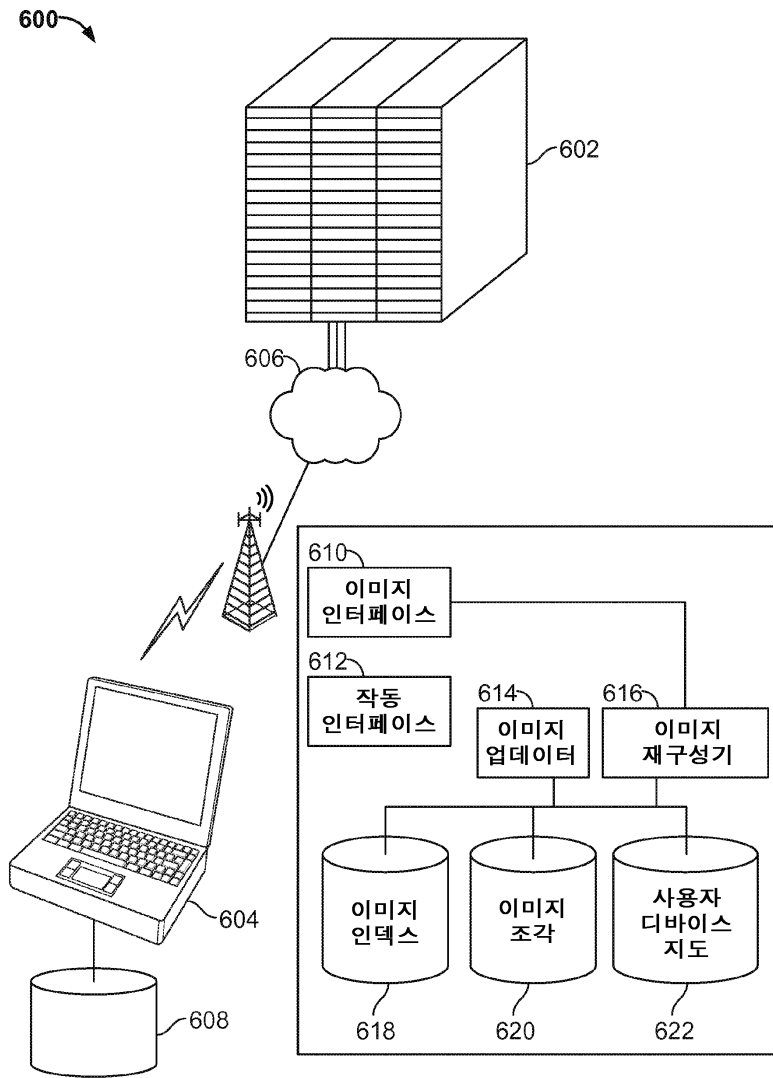 600
602
606
610
이미지
인터페이스
612
작동
인터페이스
614
이미지
업데이터
616
이미지
재구성기
604
608
이미지
인덱스
618
이미지
조각
620
사용자
디바이스
지도
622